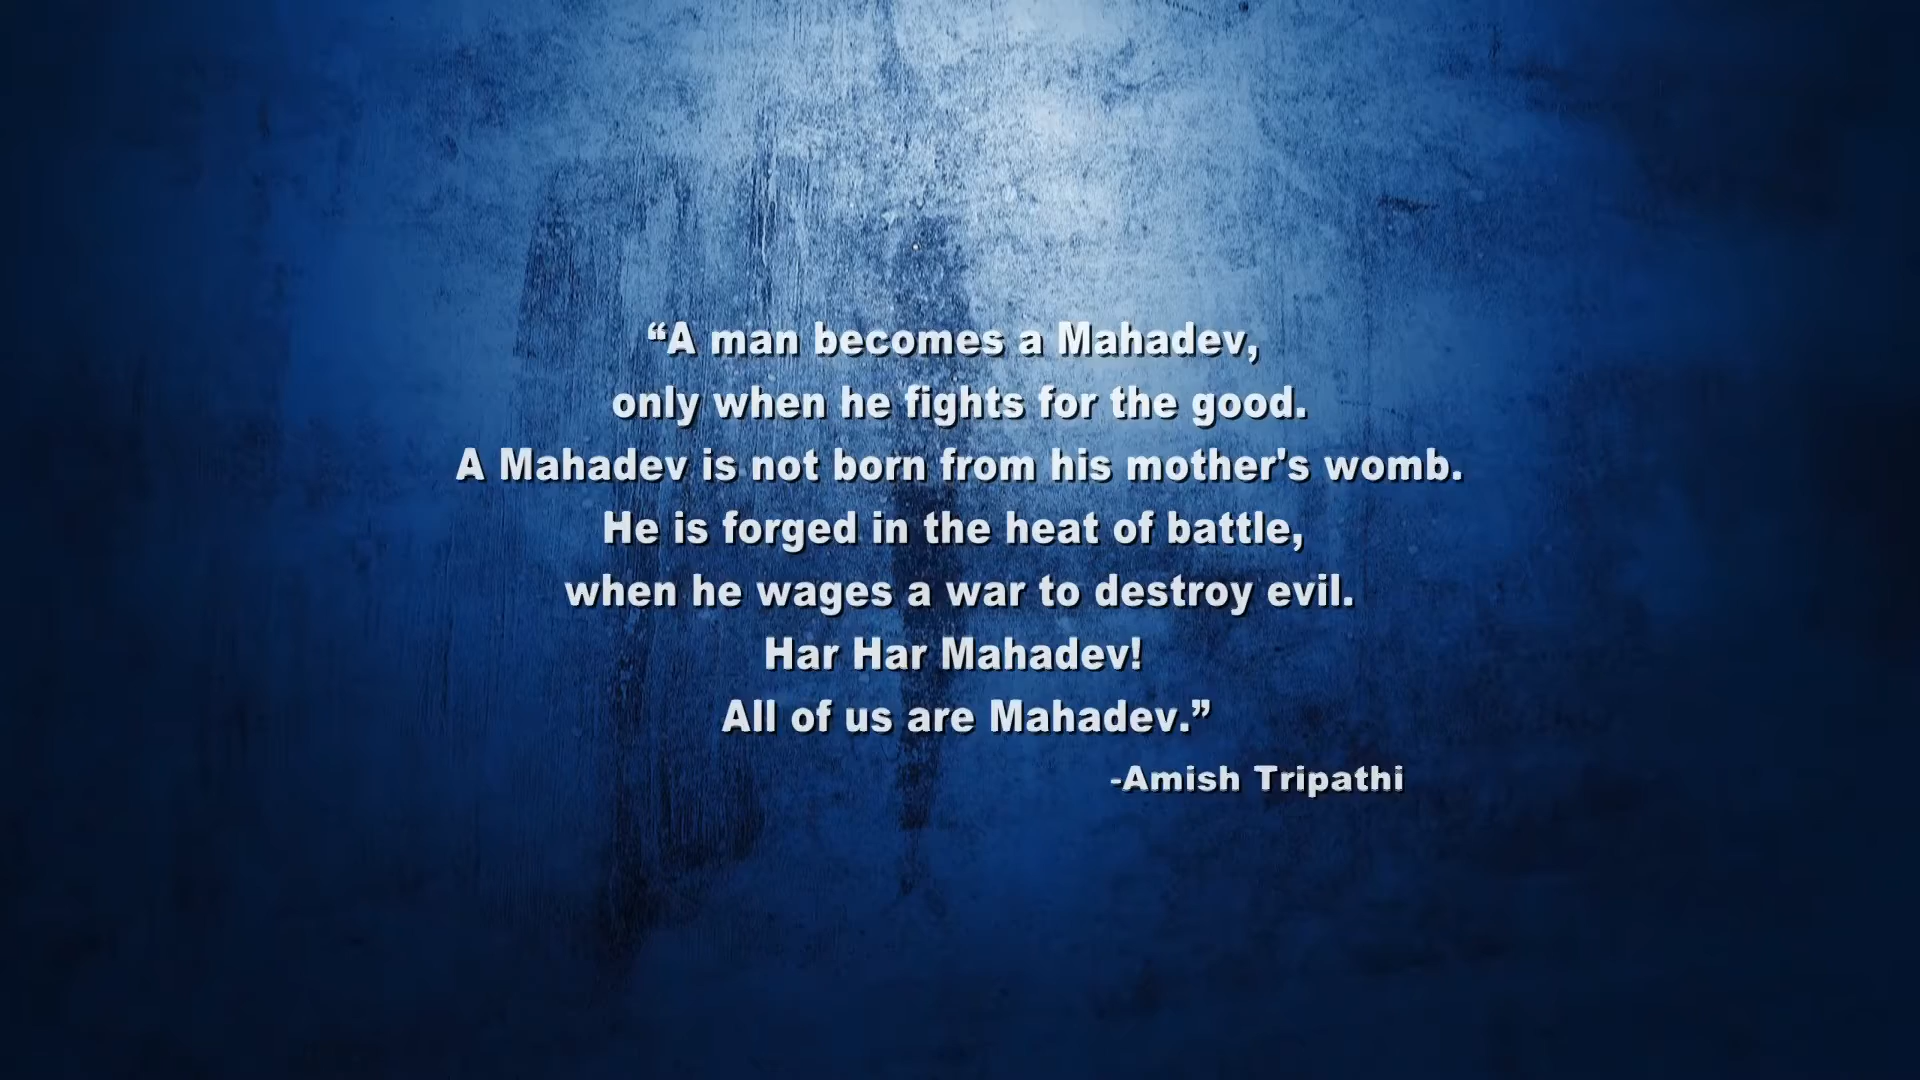 “A man becomes a Mahadev,
only when he fights for the good.
A Mahadev is not born from his mother's womb.
He is forged in the heat of battle,
when he wages a war to destroy evil.
Har Har Mahadev!
All of us are Mahadev.”
-Amish Tripathi